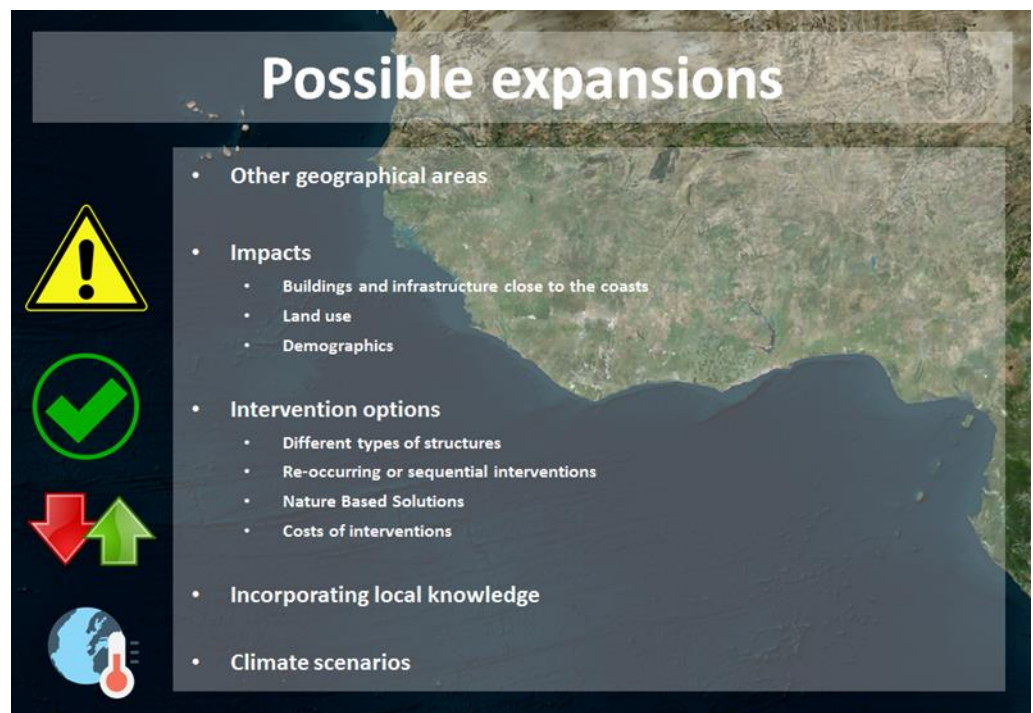 Possible expansions
• Other geographical areas
• Impacts
• Buildings and infrastructure close to the coasts
• Land use
• Demographics
• Intervention options
• Different types of structures
• Re-occurring or sequential interventions
• Nature Based Solutions
• Costs of interventions
• Incorporating local knowledge
• Climate scenarios